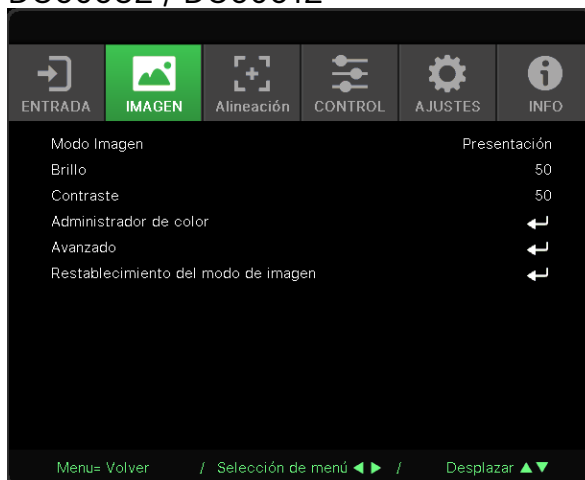 ENTRADA IMAGEN Alineación CONTROL AJUSTES INFO
Modo Imagen Presentación
Brillo 50
Contraste 50
Administrador de color
Avanzado
Restablecimiento del modo de imagen
Menu= Volver / Selección de menú ◀ ▶ / Desplazar ▲▼